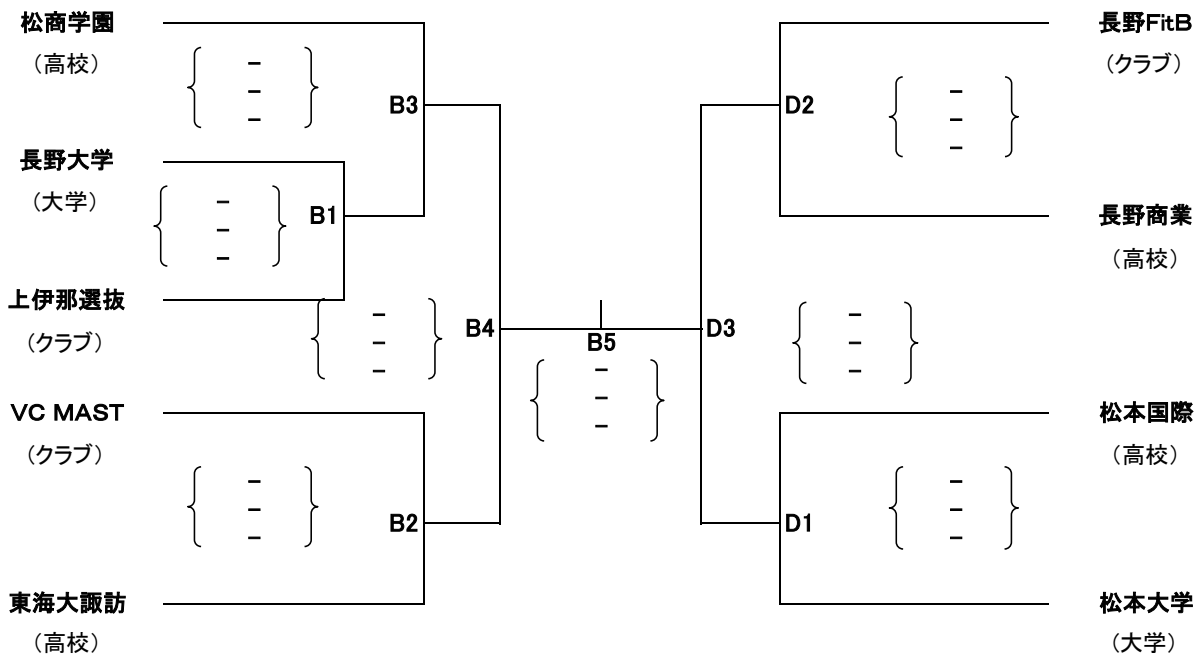 松商学園
(高校)
-
-
-
B3
長野大学
(大学)
-
-
-
B1
上伊那選抜
(クラブ)
-
-
-
B4
VC MAST
(クラブ)
-
-
-
B2
東海大諏訪
(高校)
B5
-
-
-
長野FitB
(クラブ)
D2
-
-
-
長野商業
(高校)
D3
-
-
-
松本国際
(高校)
D1
-
-
-
松本大学
(大学)